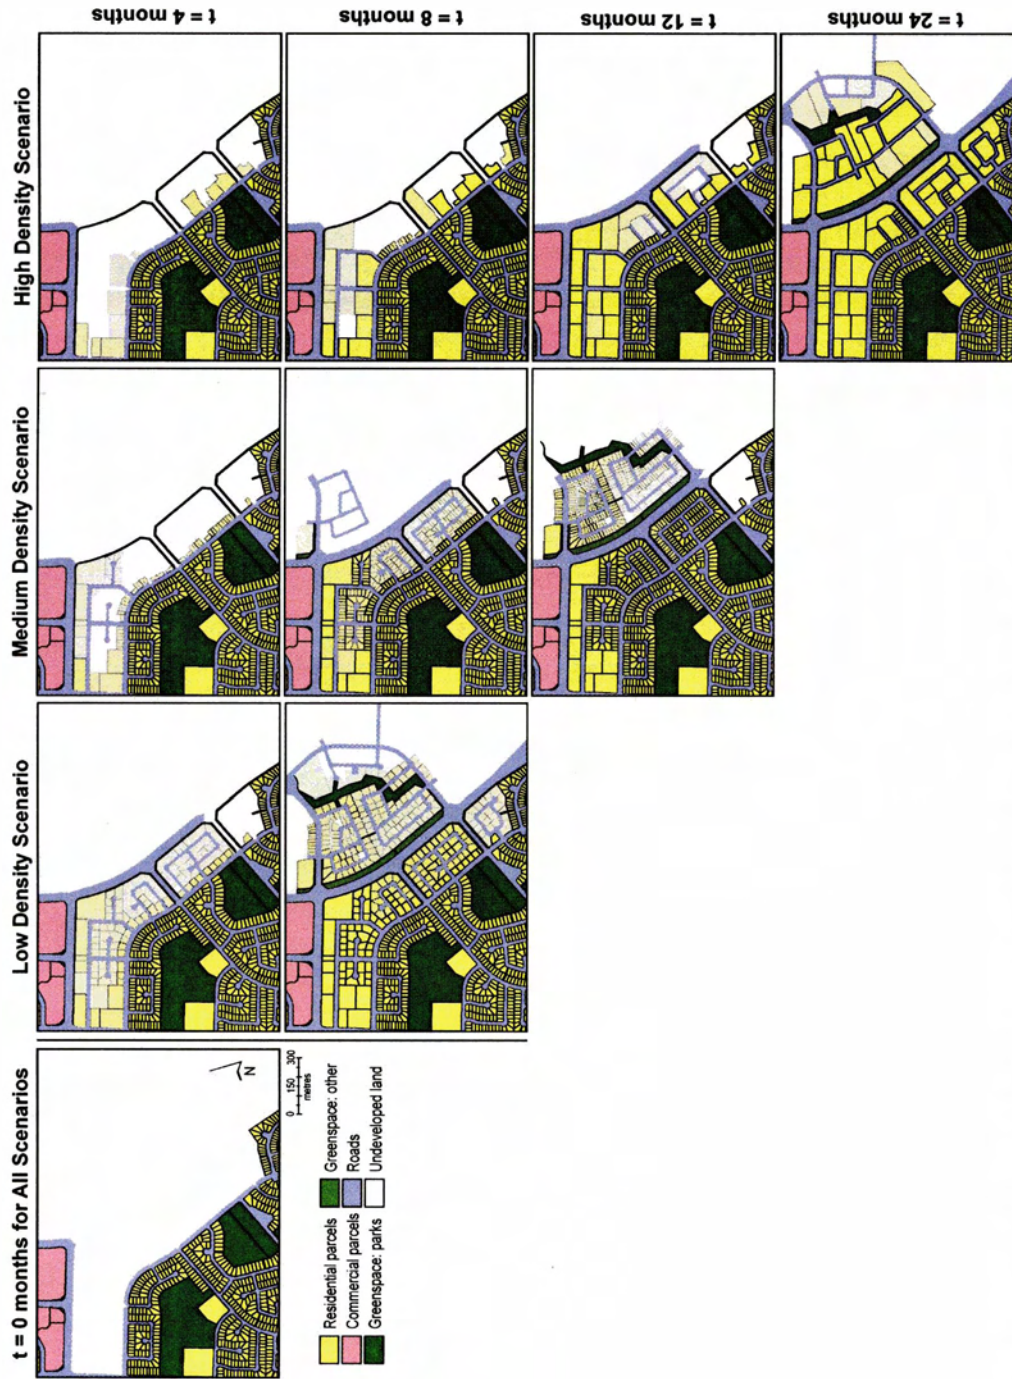 t = 0 months for All Scenarios
Low Density Scenario
Medium Density Scenario
High Density Scenario
t = 4 months
t = 8 months
t = 12 months
t = 24 months
N
0 150 300
metres
Residential parcels
Commercial parcels
Greenspace: parks
Greenspace: other
Roads
Undeveloped land